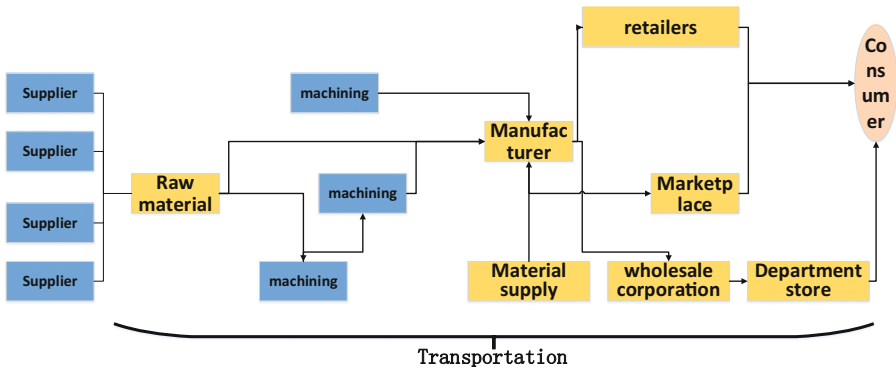 retailers
Co
ns
um
er
Supplier
machining
Manufac
turer
Supplier
Raw
material
machining
Marketp
lace
Supplier
Supplier
machining
Material
supply
wholesale
corporation
Department
store
Transportation